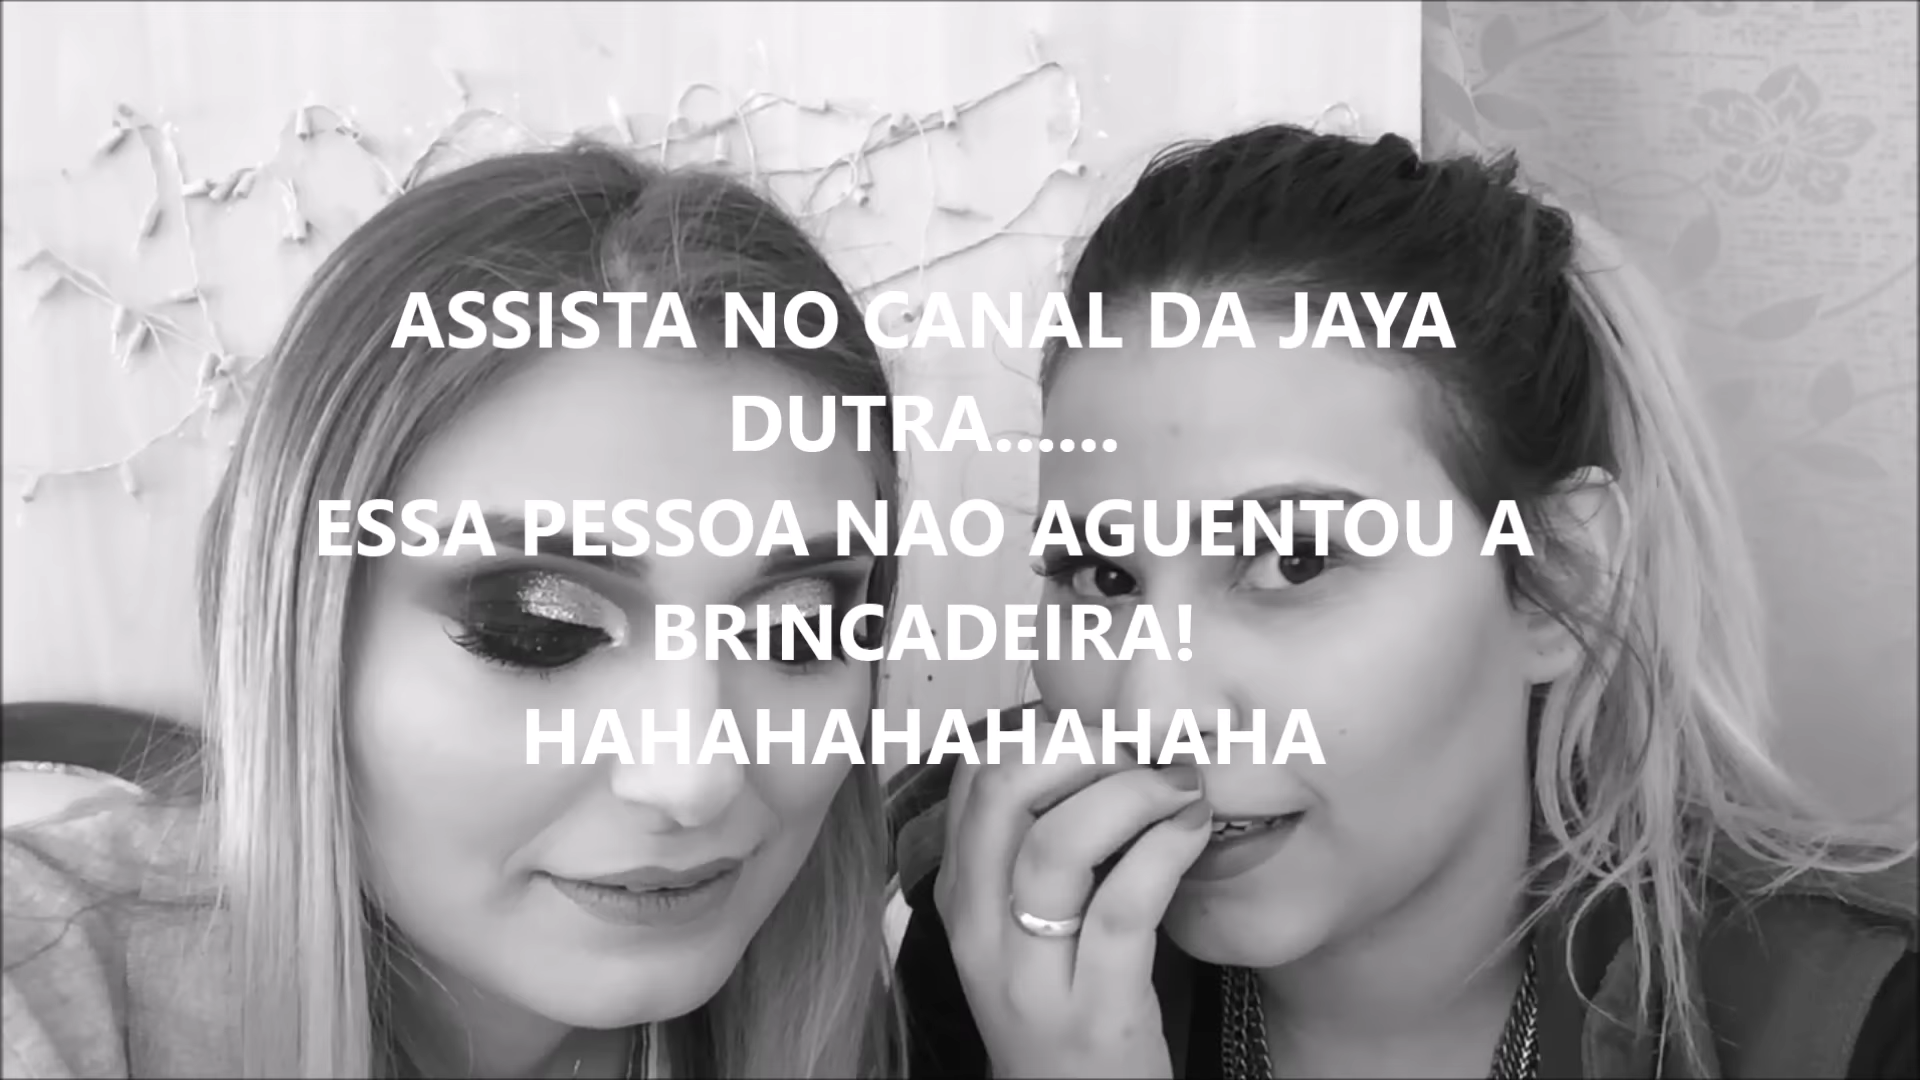 ASSISTA NO CANAL DA JAYA
DUTRA......
ESSA PESSOA NAO AGUENTOU A
BRINCADEIRA!
HAHAHAHAHAHAHA